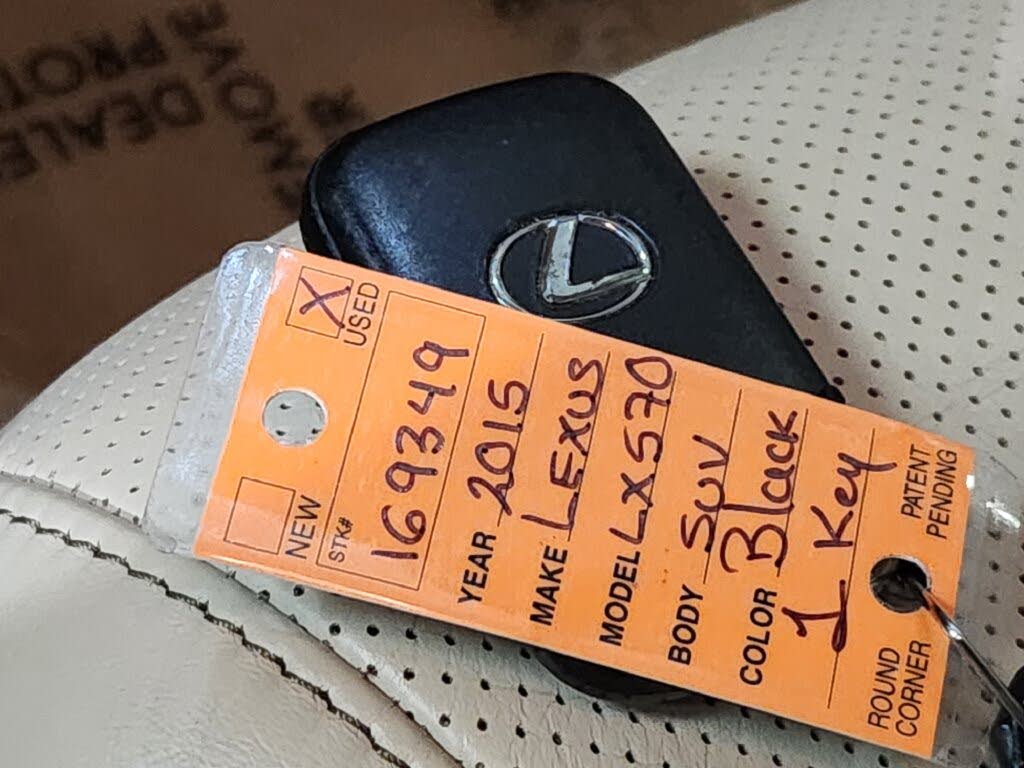 X USED
NEW
STK# 169349
YEAR 2015
MAKE LEXUS
MODEL LX570
BODY SUV
COLOR Black
1 Key
PATENT
PENDING
ROUND
CORNER